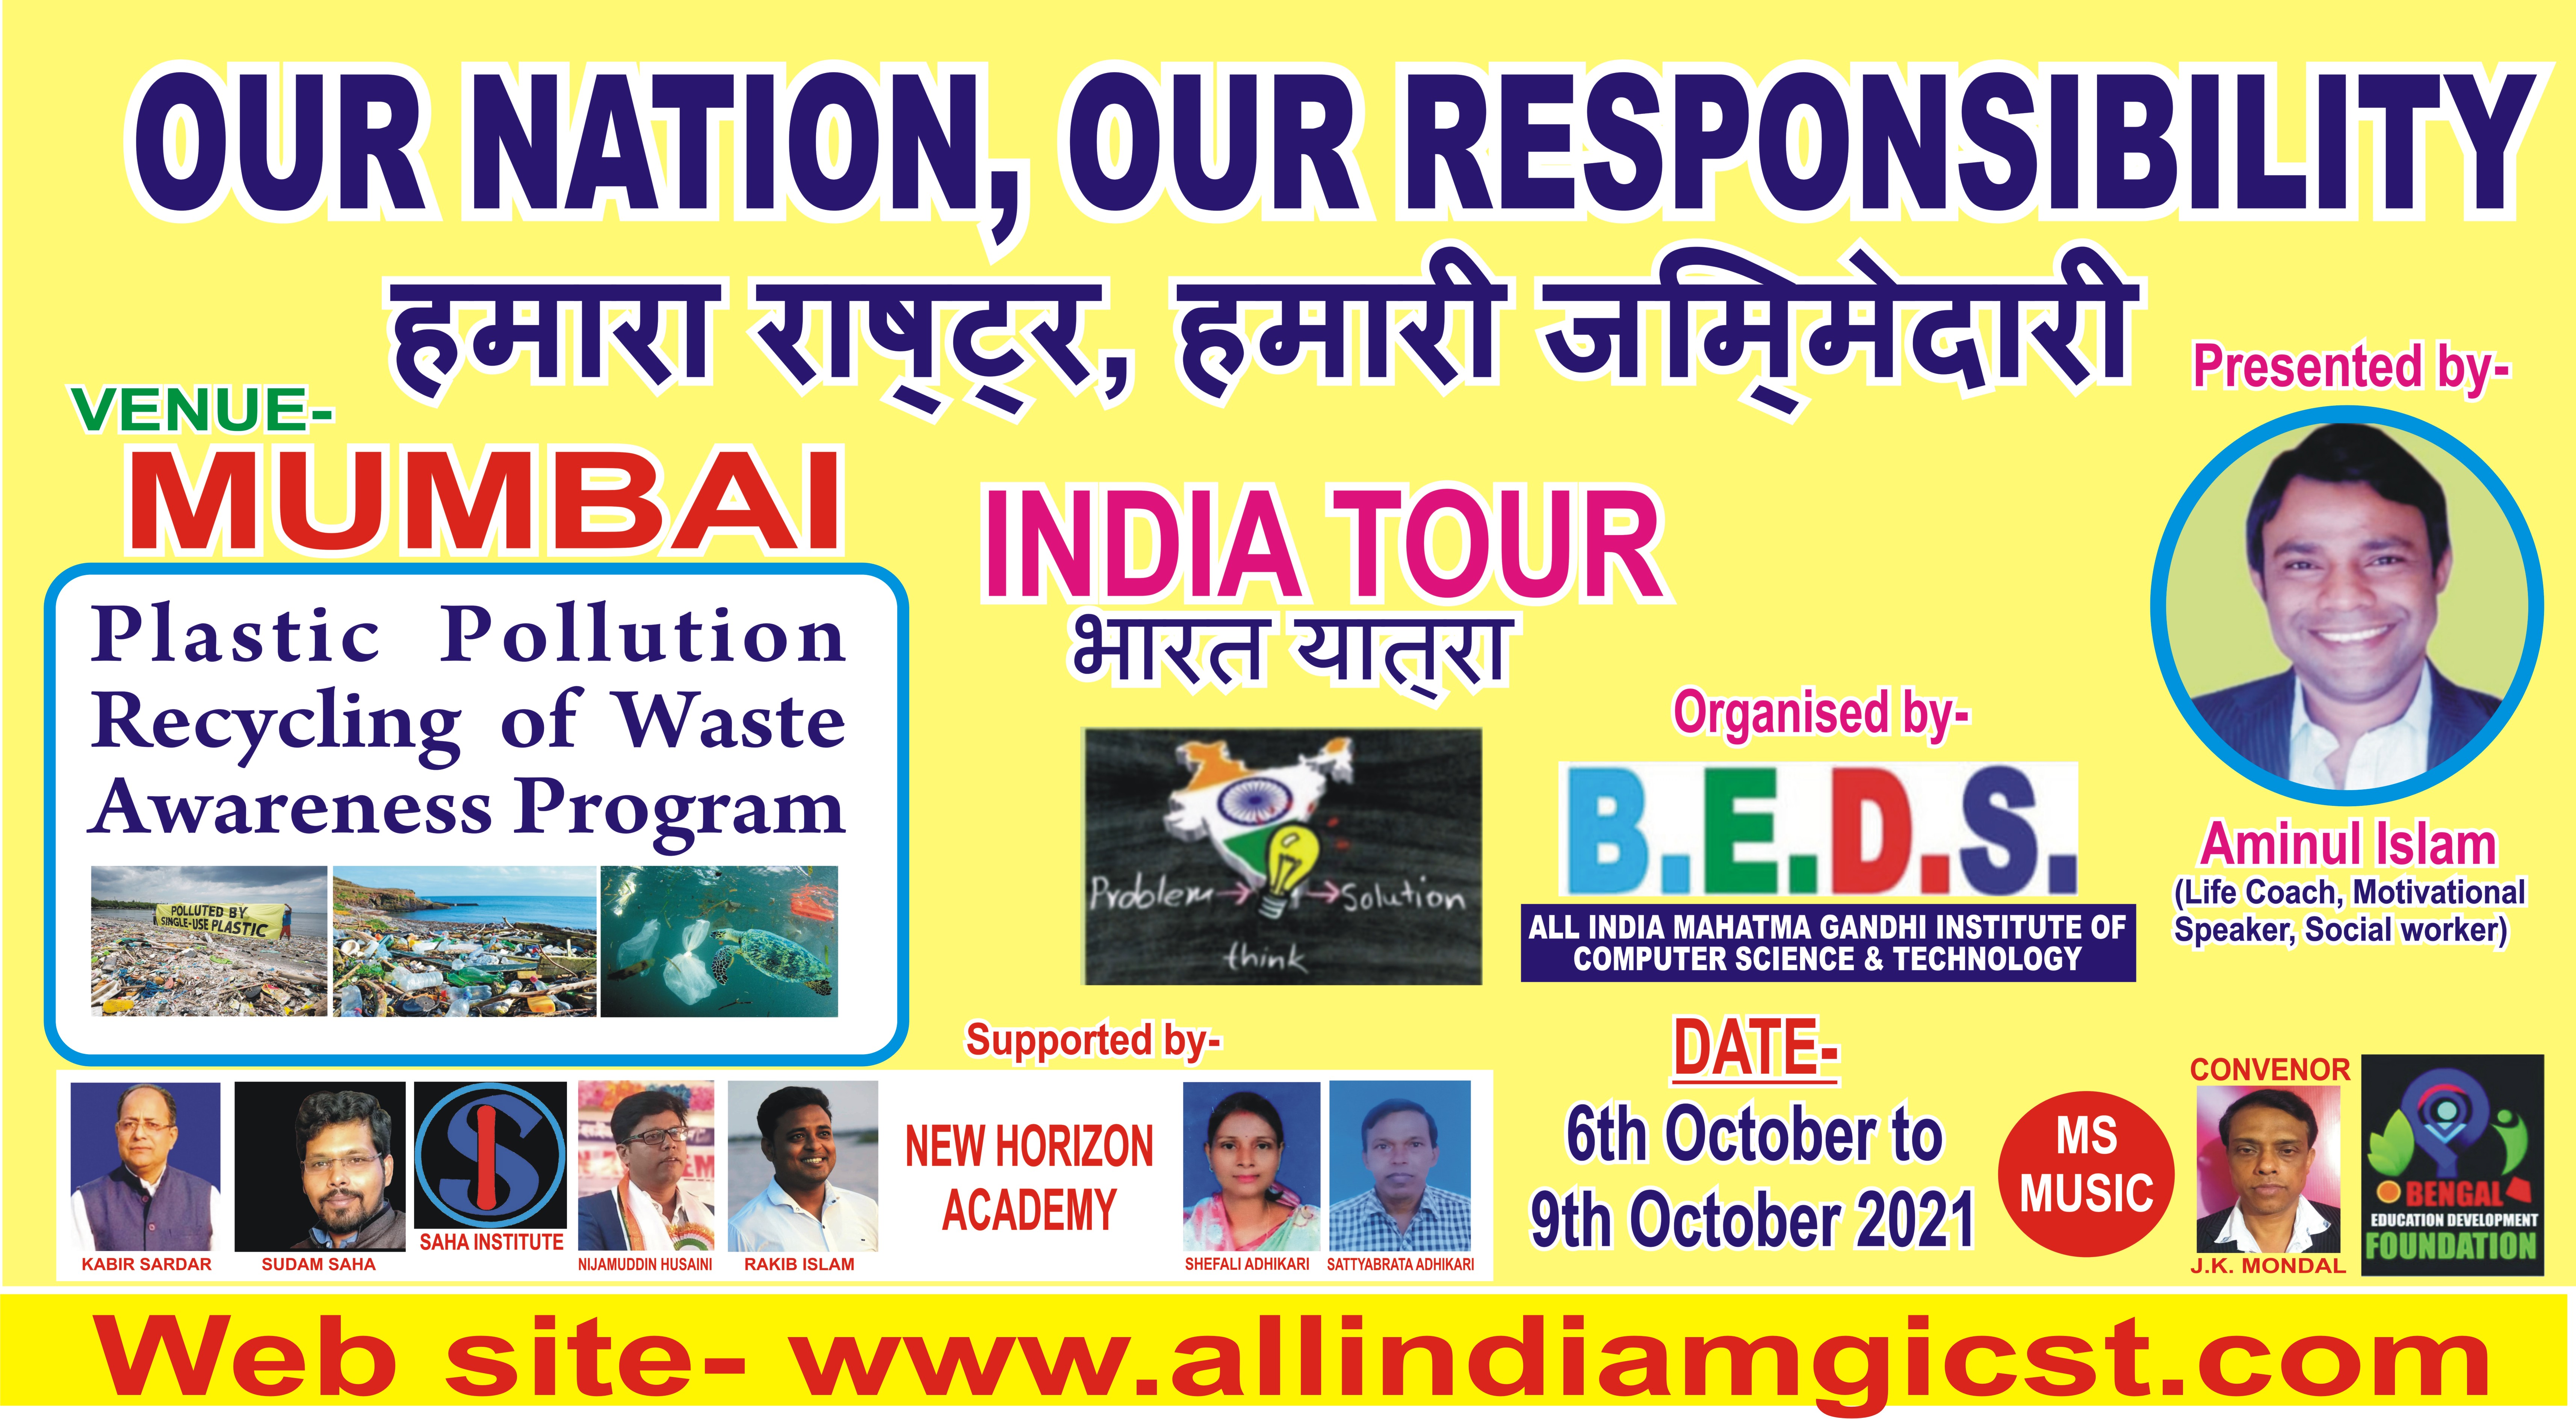 OUR NATION, OUR RESPONSIBILITY
हमारा राष्ट्र, हमारी जिम्मेदारी
VENUE-
MUMBAI
Plastic Pollution
Recycling of Waste
Awareness Program
POLLUTED BY
SINGLE-USE PLASTIC
INDIA TOUR
भारत यात्रा
Problem
Solution
think
Presented by-
Aminul Islam
(Life Coach, Motivational
Speaker, Social worker)
Organised by-
B.E.D.S.
ALL INDIA MAHATMA GANDHI INSTITUTE OF
COMPUTER SCIENCE & TECHNOLOGY
Supported by-
KABIR SARDAR
SUDAM SAHA
SAHA INSTITUTE
NIJAMUDDIN HUSAINI
RAKIB ISLAM
NEW HORIZON
ACADEMY
SHEFALI ADHIKARI
SATTYABRATA ADHIKARI
DATE-
6th October to
9th October 2021
MS
MUSIC
CONVENOR
J.K. MONDAL
BENGAL
EDUCATION DEVELOPMENT
FOUNDATION
Web site- www.allindiamgicst.com